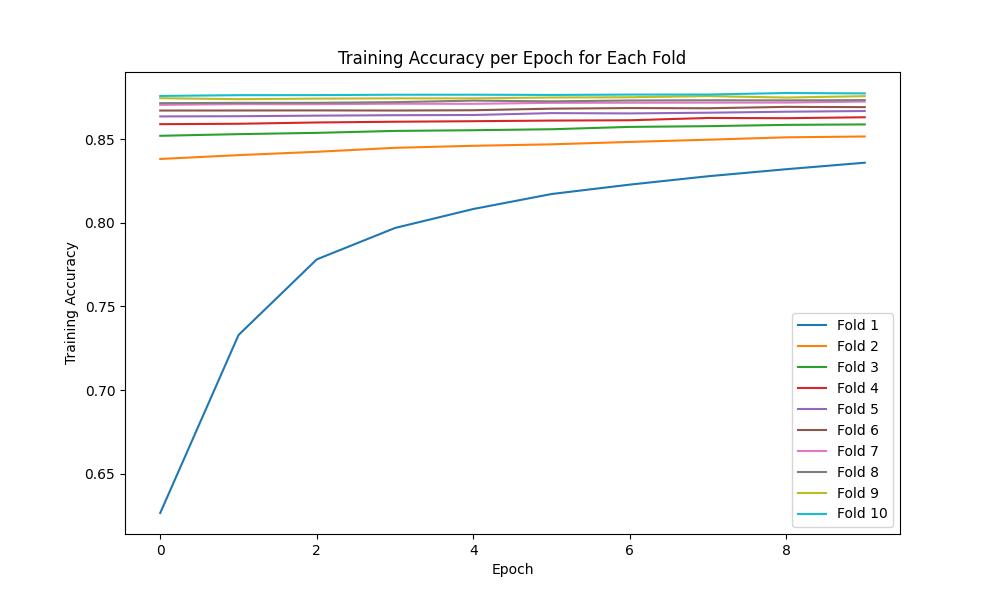 Training Accuracy per Epoch for Each Fold
Training Accuracy
0.85
0.80
0.75
0.70
0.65
0 2 4 6 8
Epoch
Fold 1
Fold 2
Fold 3
Fold 4
Fold 5
Fold 6
Fold 7
Fold 8
Fold 9
Fold 10